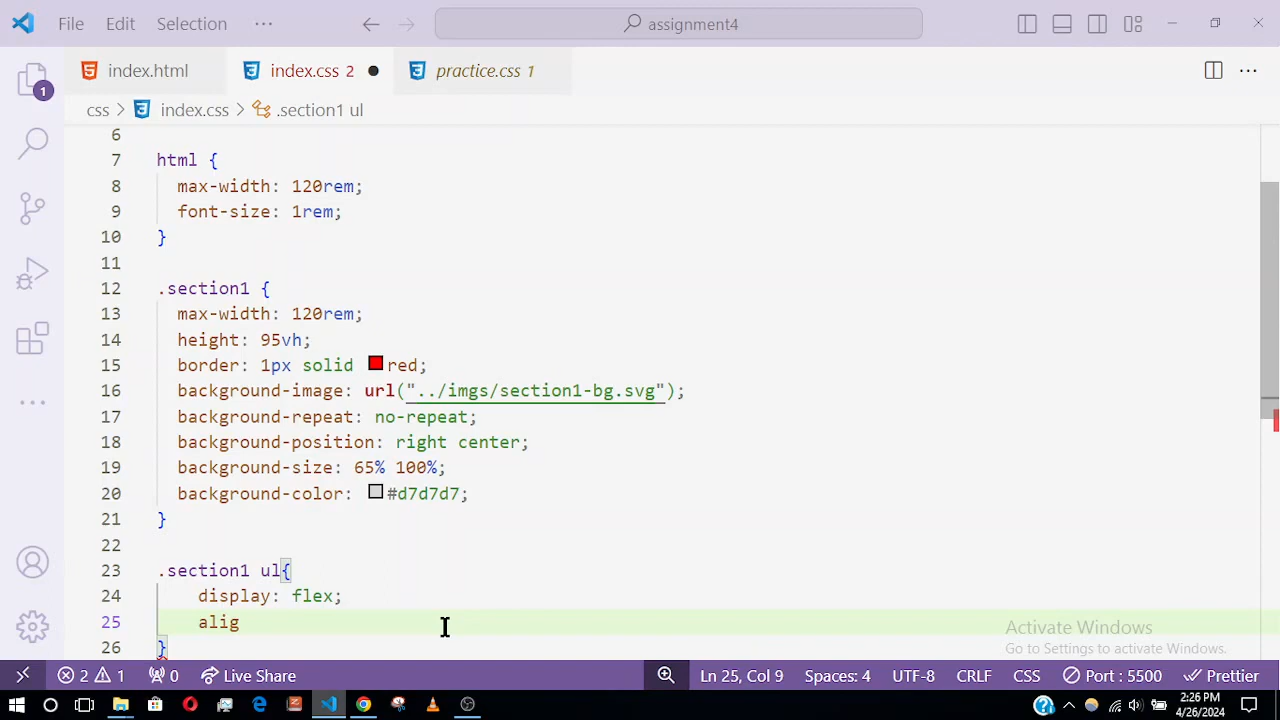 File Edit Selection ··· assignment4
index.html index.css 2 practice.css 1
css > index.css > .section1 ul
6
7 html {
8 max-width: 120rem;
9 font-size: 1rem;
10 }
11
12 .section1 {
13 max-width: 120rem;
14 height: 95vh;
15 border: 1px solid red;
16 background-image: url("../imgs/section1-bg.svg");
17 background-repeat: no-repeat;
18 background-position: right center;
19 background-size: 65% 100%;
20 background-color: #d7d7d7;
21 }
22
23 .section1 ul{
24 display: flex;
25 alig
26 }
1
Activate Windows
Go to Settings to activate Windows.
2 1 0 Live Share Ln 25, Col 9 Spaces: 4 UTF-8 CRLF CSS Port : 5500 Prettier
2:26 PM
4/26/2024